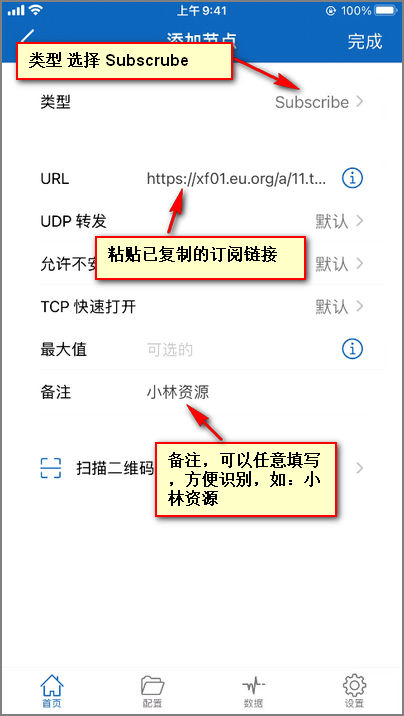 上午 9:41
100%
添加节点
完成
类型 选择 Subscrube
类型
Subscribe
URL
https://xf01.eu.org/a/11.t...
UDP 转发
默认
粘贴已复制的订阅链接
允许不安
默认
TCP 快速打开
默认
最大值
可选的
备注
小林资源
扫描二维码
备注，可以任意填写
，方便识别，如：小
林资源
首页
配置
数据
设置